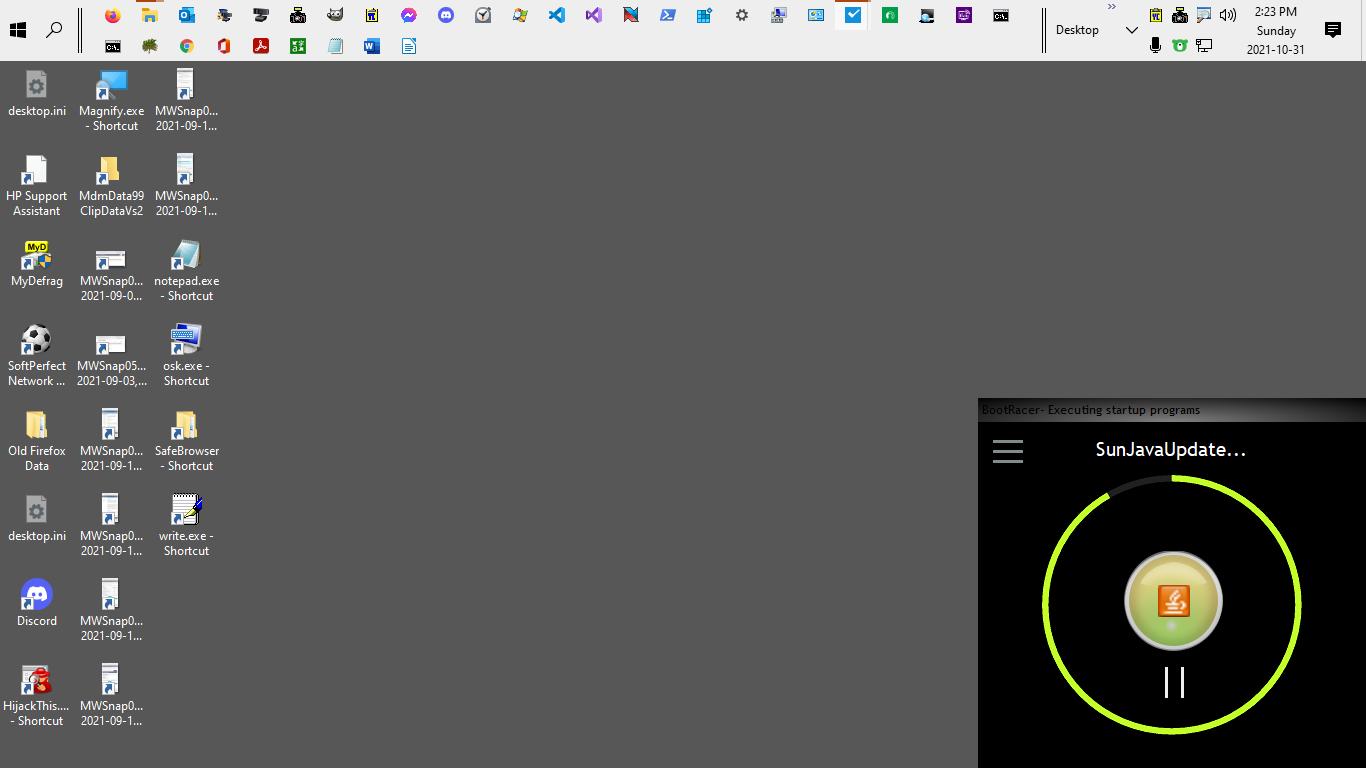 Desktop
»
2:23 PM
Sunday
2021-10-31
desktop.ini
Magnify.exe
- Shortcut
MWSnap0...
2021-09-1...
HP Support
Assistant
MdmData99
ClipDataVs2
MWSnap0...
2021-09-1...
MyD
MyDefrag
MWSnap0...
2021-09-0...
notepad.exe
- Shortcut
SoftPerfect
Network ...
MWSnap05...
2021-09-03,...
osk.exe -
Shortcut
Old Firefox
Data
MWSnap0...
2021-09-1...
SafeBrowser
- Shortcut
desktop.ini
MWSnap0...
2021-09-1...
write.exe -
Shortcut
Discord
MWSnap0...
2021-09-1...
HijackThis....
- Shortcut
MWSnap0...
2021-09-1...
BootRacer- Executing startup programs
SunJavaUpdate...